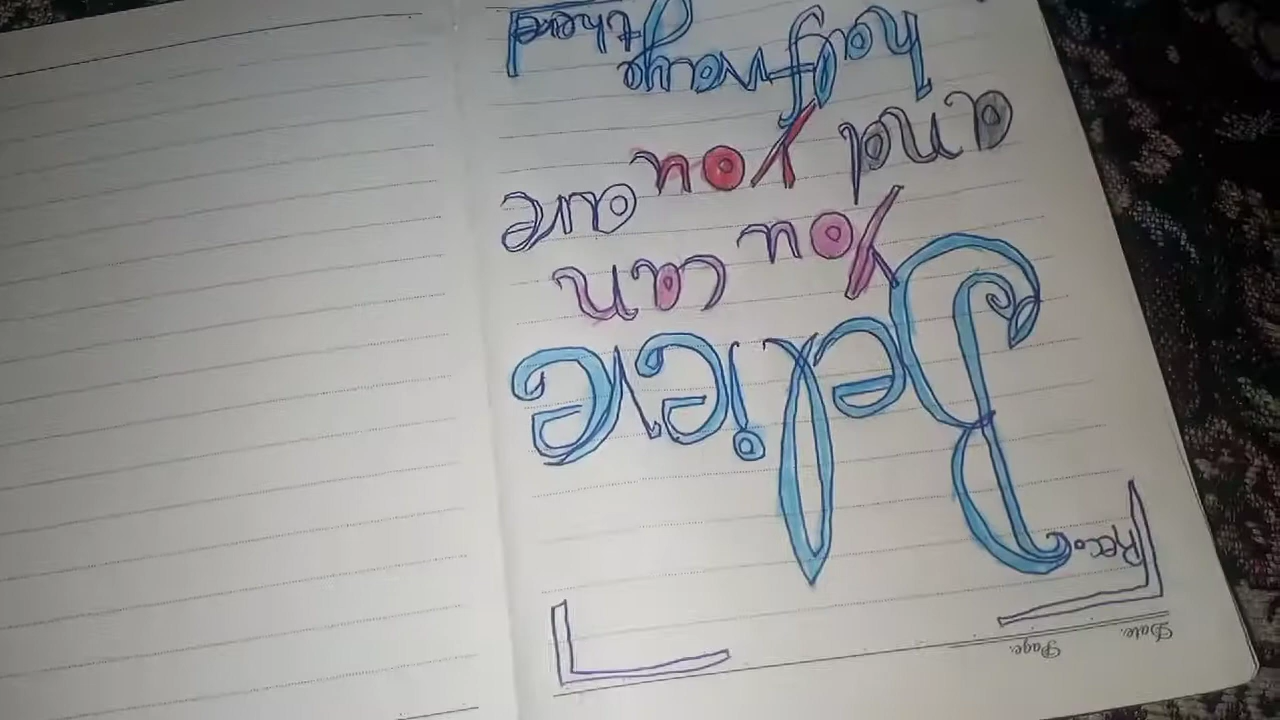 Date.
Page.
Rec.
Believe
You can
and you are
halfway there